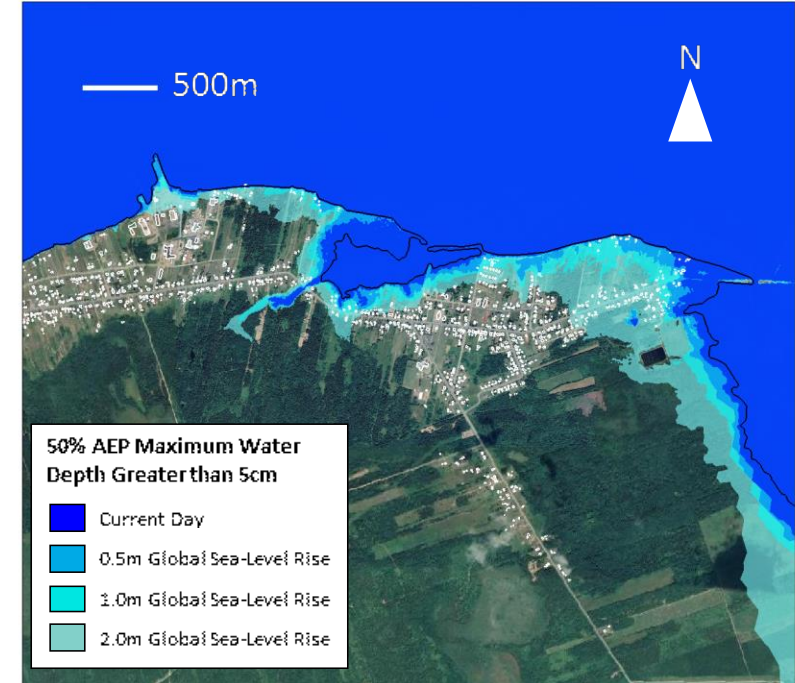 500m
N
50% AEP Maximum Water
Depth Greater than 5cm
Current Day
0.5m Global Sea-Level Rise
1.0m Global Sea-Level Rise
2.0m Global Sea-Level Rise